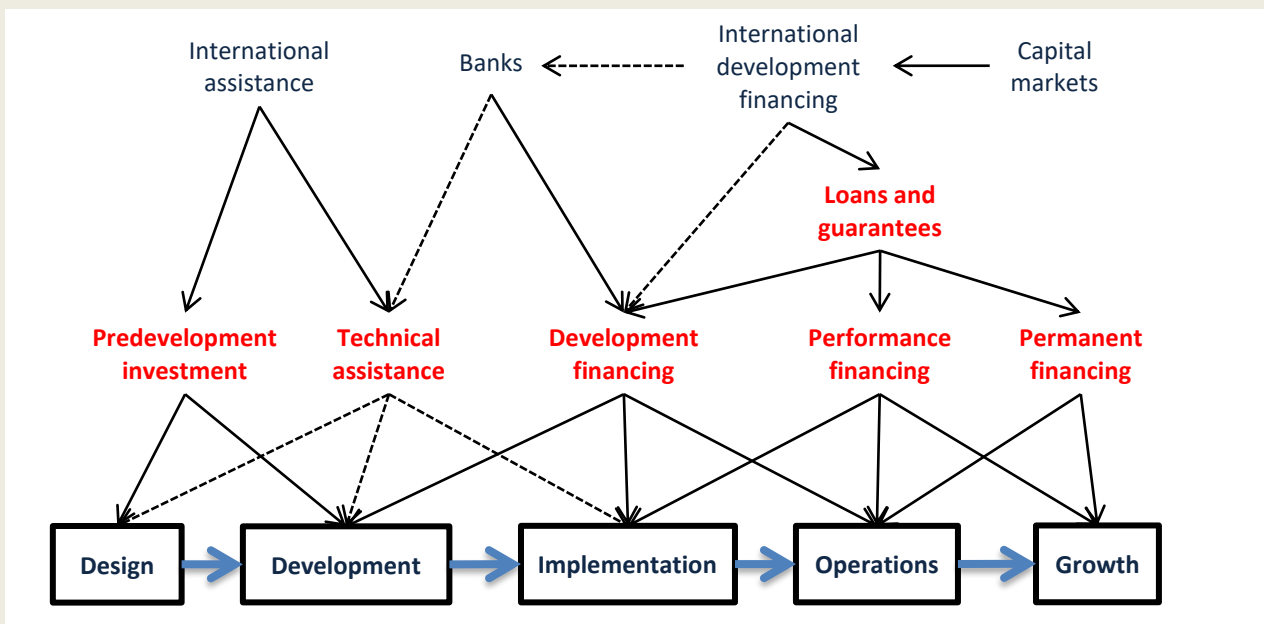 International
assistance
Banks
International
development
financing
Capital
markets
Loans and
guarantees
Predevelopment
investment
Technical
assistance
Development
financing
Performance
financing
Permanent
financing
Design
Development
Implementation
Operations
Growth